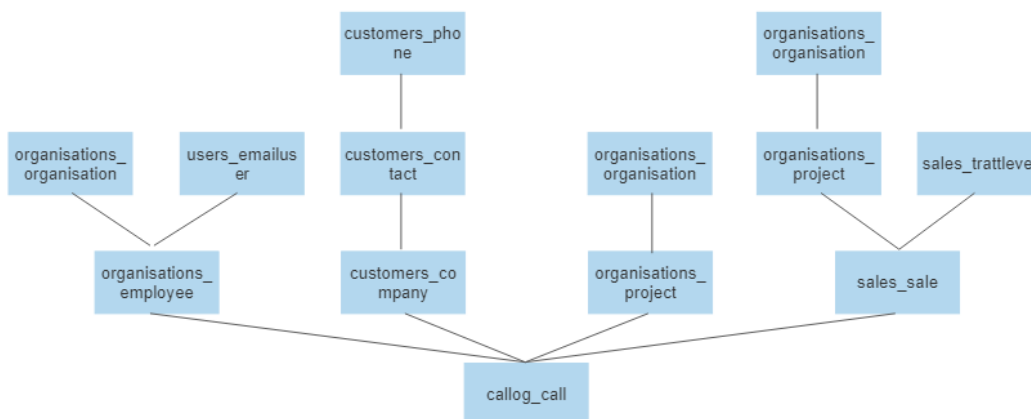 customers_pho
ne
organisations_
organisation
organisations_
organisation
users_emailus
er
customers_con
tact
organisations_
organisation
organisations_
project
sales_trattleve
organisations_
employee
customers_co
mpany
organisations_
project
sales_sale
callog_call